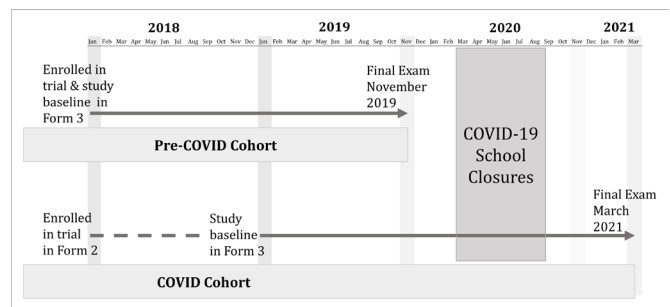 2018 2019 2020 2021
Jan Feb Mar Apr May Jun Jul Aug Sep Oct Nov Dec Jan Feb Mar Apr May Jun Jul Aug Sep Oct Nov Dec Jan Feb Mar Apr May Jun Jul Aug Sep Oct Nov Dec Jan Feb Mar
Enrolled in
trial & study
baseline in
Form 3
Final Exam
November
2019
Pre-COVID Cohort
COVID-19
School
Closures
Enrolled
in trial
in Form 2
Study
baseline
in Form 3
Final Exam
March
2021
COVID Cohort